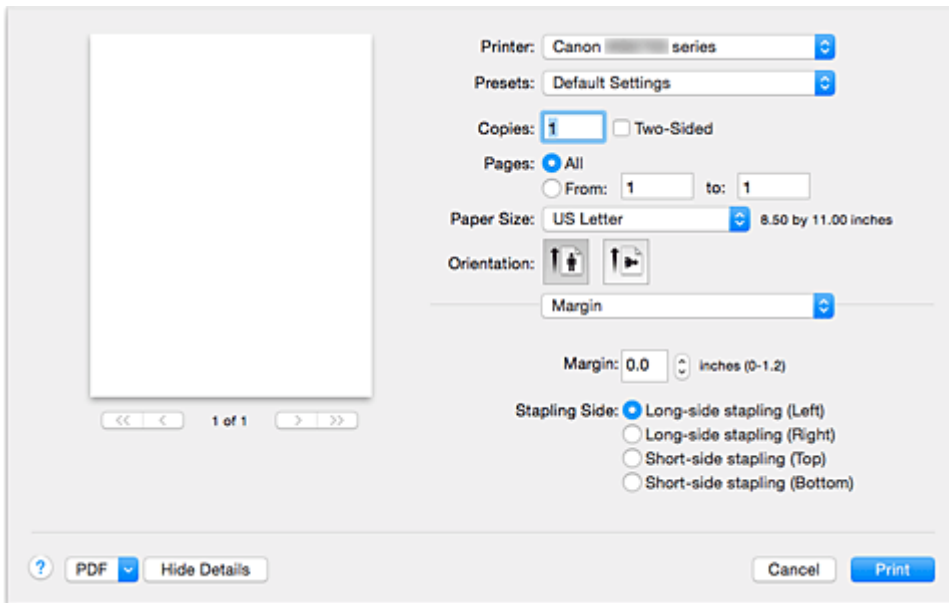 Printer: Canon series
Presets: Default Settings
Copies: 1 Two-Sided
Pages: All
From: 1 to: 1
Paper Size: US Letter 8.50 by 11.00 inches
Orientation:
Margin
Margin: 0.0 inches (0-1.2)
1 of 1
Stapling Side: Long-side stapling (Left)
Long-side stapling (Right)
Short-side stapling (Top)
Short-side stapling (Bottom)
? PDF Hide Details Cancel Print